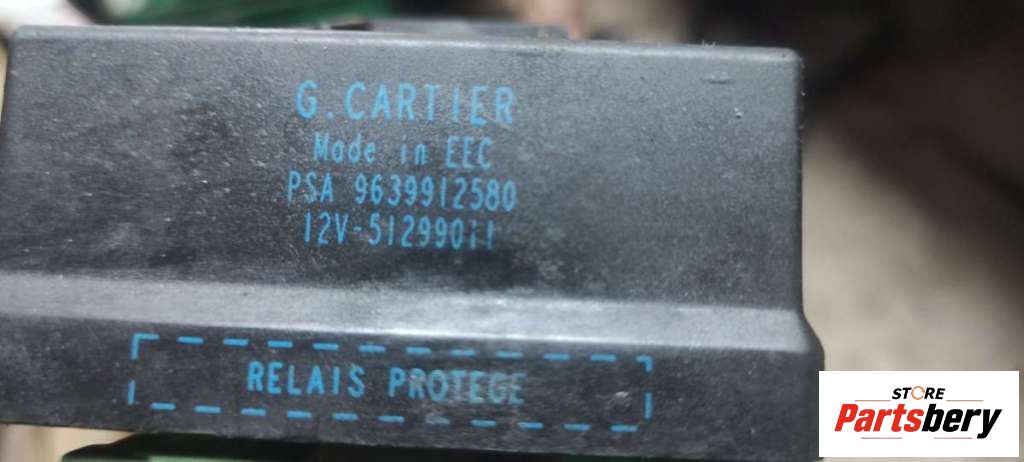 G.CARTIER
Made in EEC
PSA 9639912580
12V-51299011
RELAIS PROTEGE
STORE
Partsbery